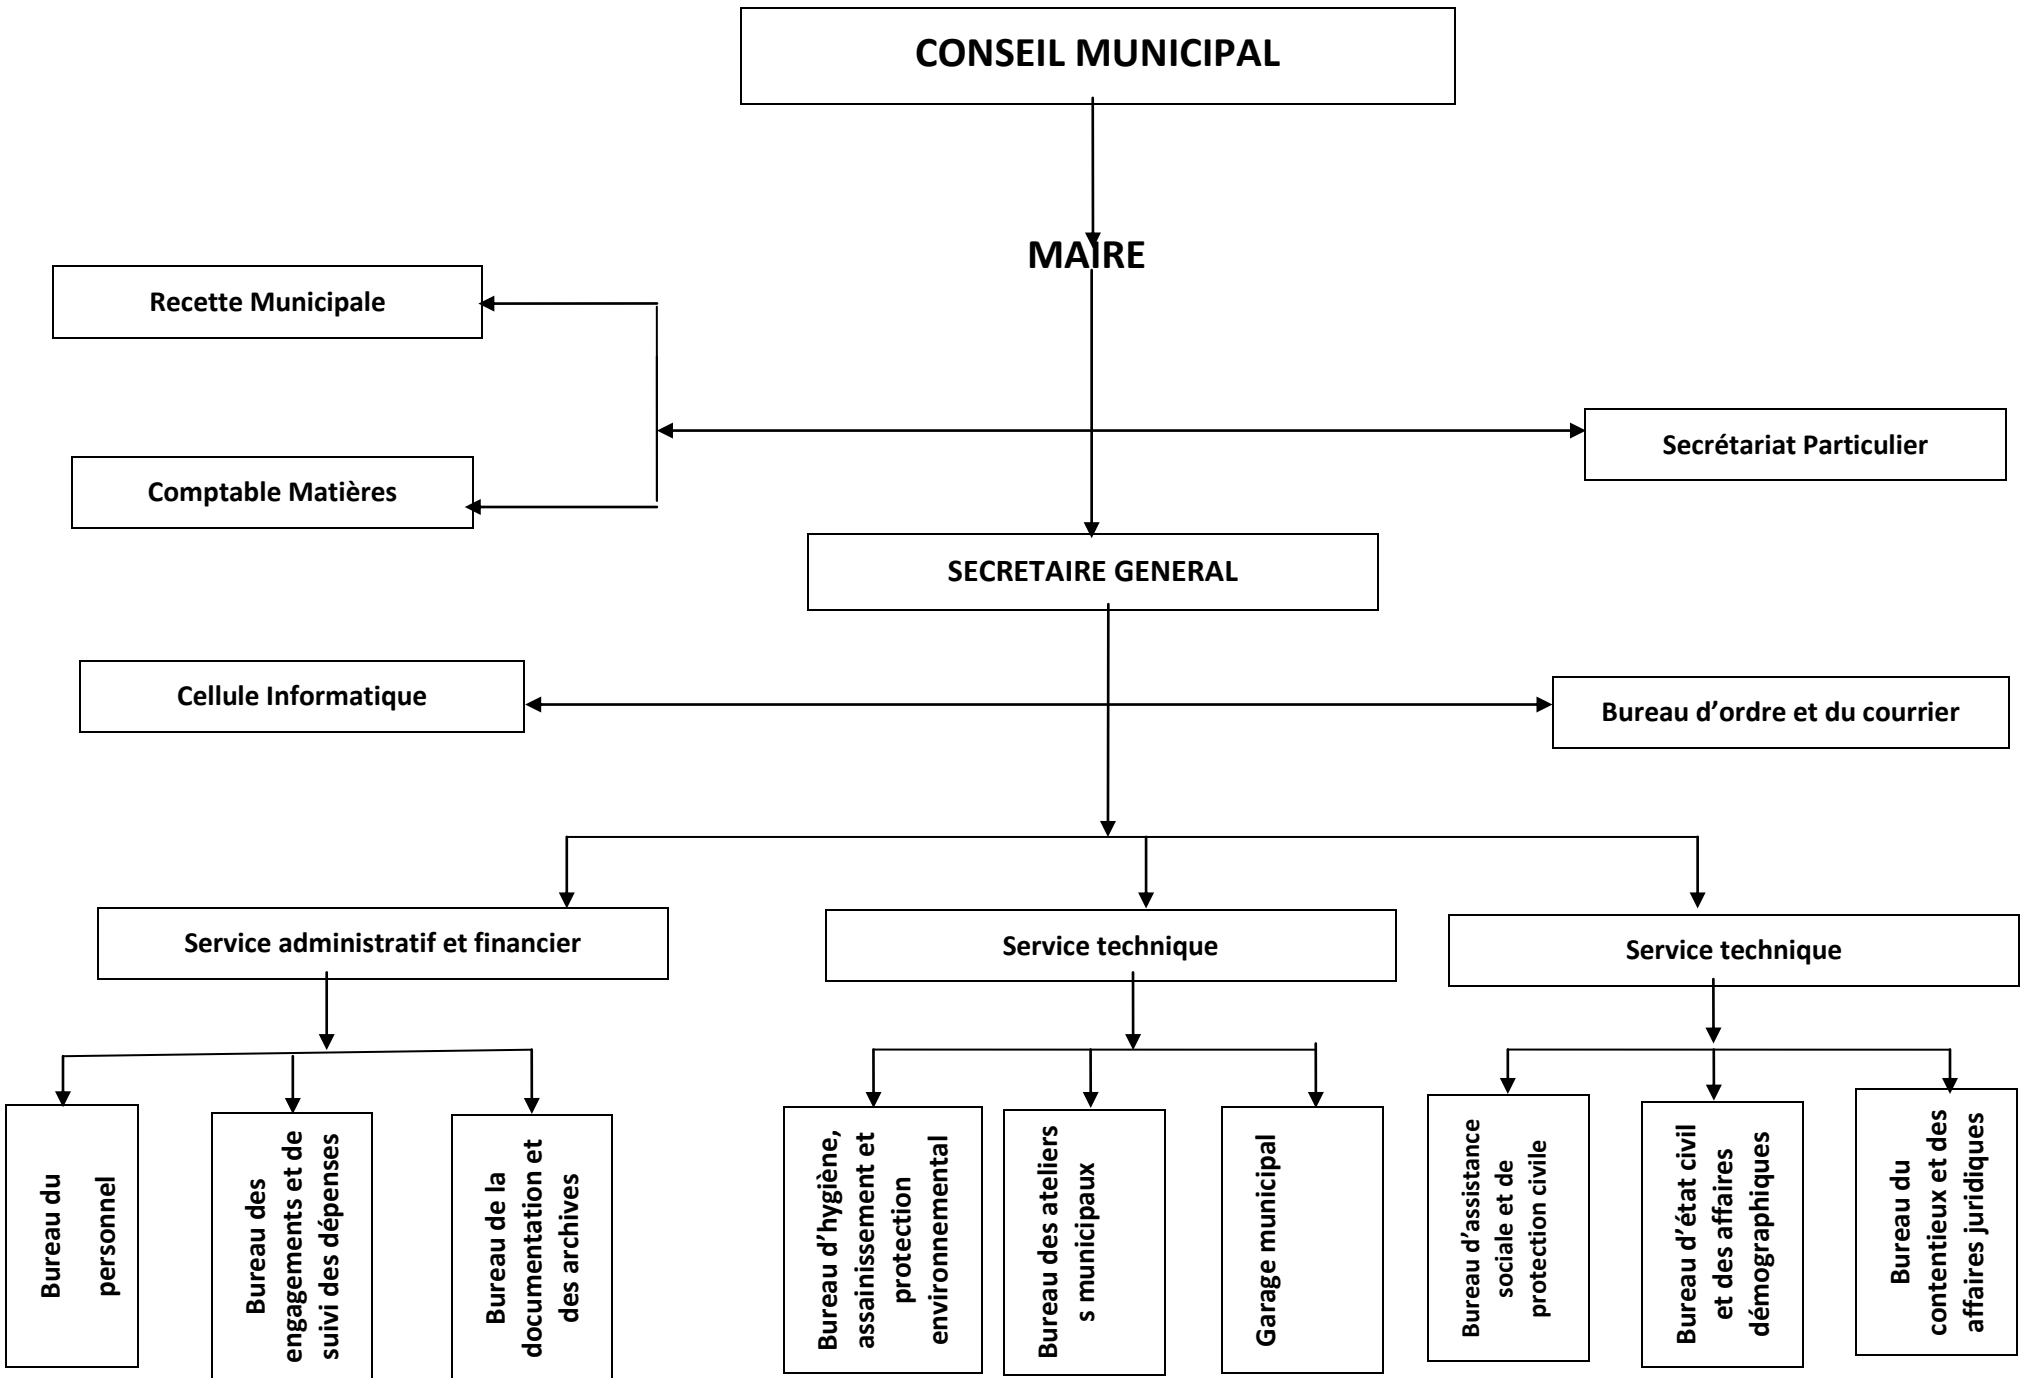 CONSEIL MUNICIPAL
MAIRE
Recette Municipale
Secrétariat Particulier
Comptable Matières
SECRETAIRE GENERAL
Cellule Informatique
Bureau d’ordre et du courrier
Service administratif et financier
Service technique
Service technique
Bureau du
personnel
Bureau des
engagements et de
suivi des dépenses
Bureau de la
documentation et
des archives
Bureau d’hygiène,
assainissement et
protection
environnemental
Bureau des ateliers
s municipaux
Garage municipal
Bureau d’assistance
sociale et de
protection civile
Bureau d’état civil
et des affaires
démographiques
Bureau du
contentieux et des
affaires juridiques